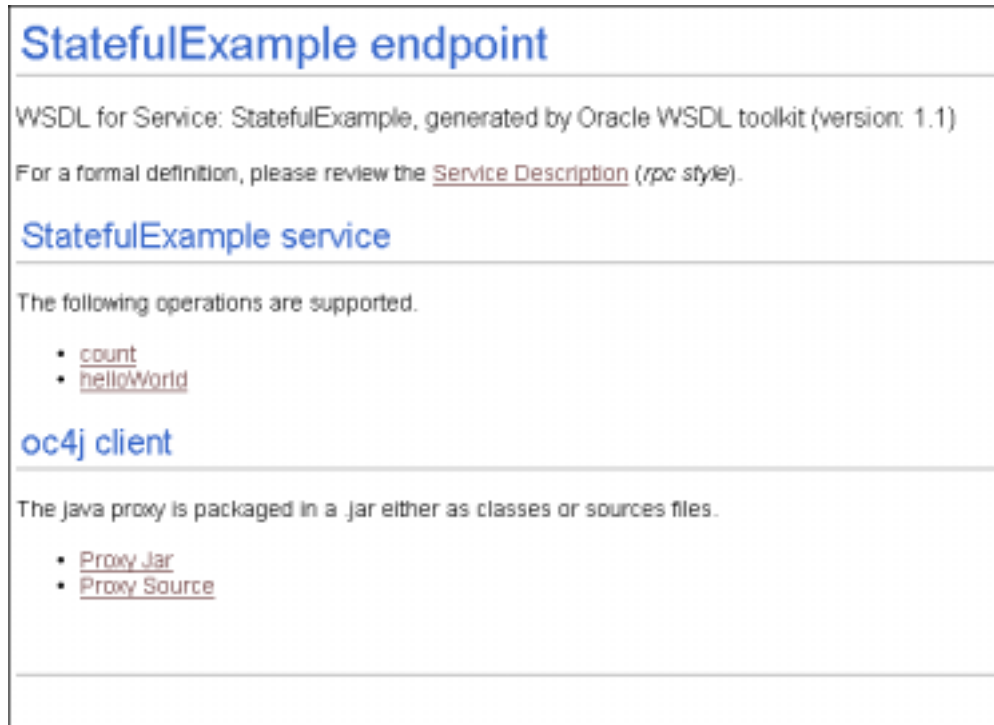 StatefulExample endpoint
WSDL for Service: StatefulExample, generated by Oracle WSDL toolkit (version: 1.1)
For a formal definition, please review the Service Description (rpc style).
StatefulExample service
The following operations are supported.
• count
• helloWorld
oc4j client
The java proxy is packaged in a .jar either as classes or sources files.
• Proxy Jar
• Proxy Source